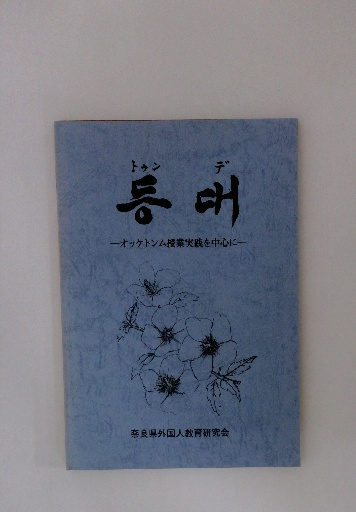 トゥン　デ
등대
―オッケトンム授業実践を中心に―
奈良県外国人教育研究会